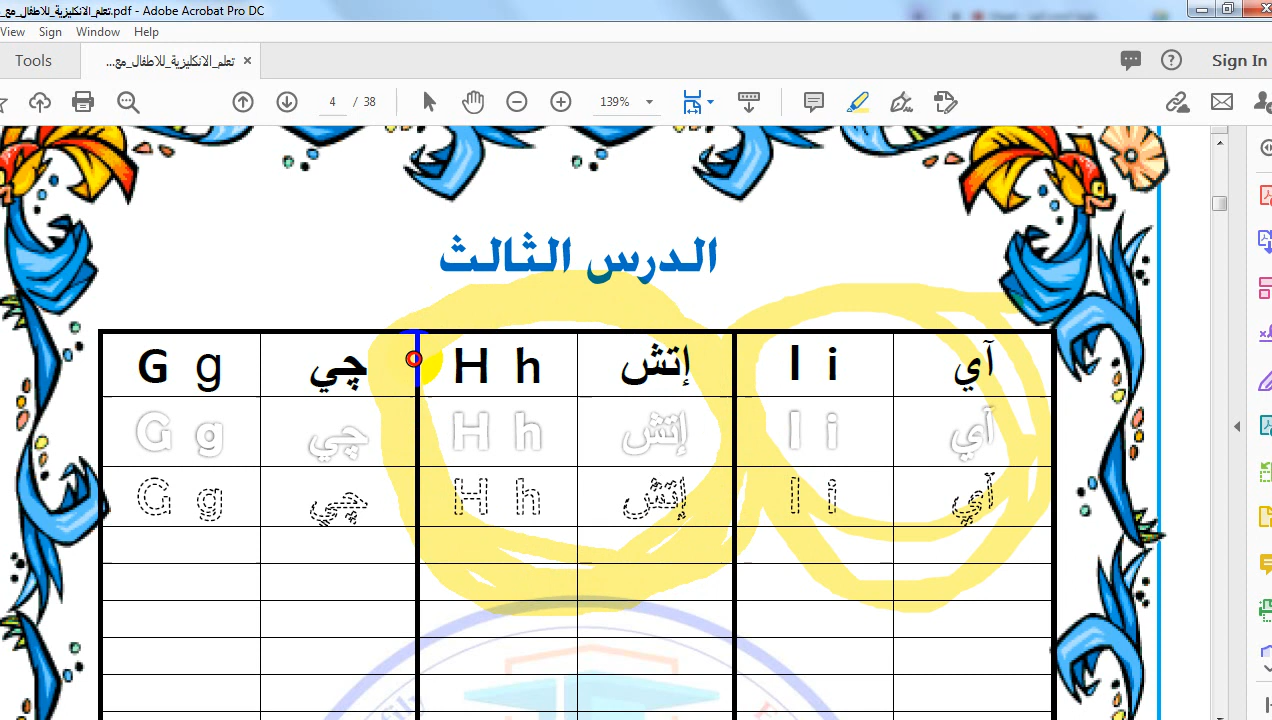 تعلم_الانكليزية_للاطفال_مع_.pdf - Adobe Acrobat Pro DC
View Sign Window Help
Tools تعلم_الانكليزية_للاطفال_مع... × Sign In
4 / 38 139%
الدرس الثالث
G g چي H h إتش I i آي
G g چي H h إتش I i آي
G g چي H h إتش I i آي